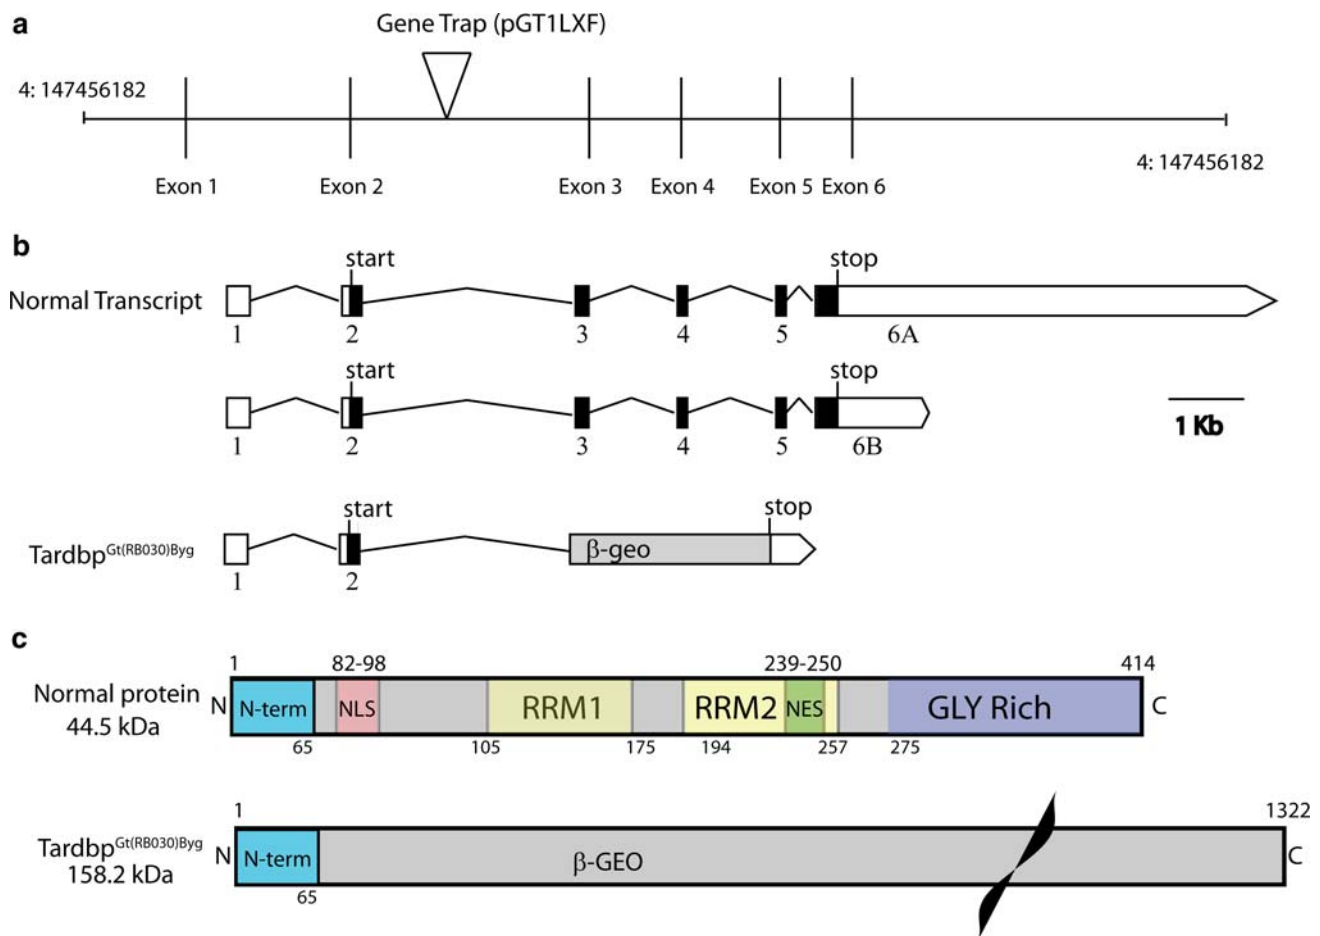 a
Gene Trap (pGT1LXF)
4: 147456182
4: 147456182
Exon 1 Exon 2 Exon 3 Exon 4 Exon 5 Exon 6
b
start stop
Normal Transcript
1 2 3 4 5 6A
start stop
1 2 3 4 5 6B
1 Kb
start stop
TardbpGt(RB030)Byg β-geo
1 2
c
1 82-98 239-250 414
Normal protein
44.5 kDa
N N-term NLS RRM1 RRM2 NES GLY Rich C
65 105 175 194 257 275
1 1322
TardbpGt(RB030)Byg
158.2 kDa
N N-term β-GEO C
65